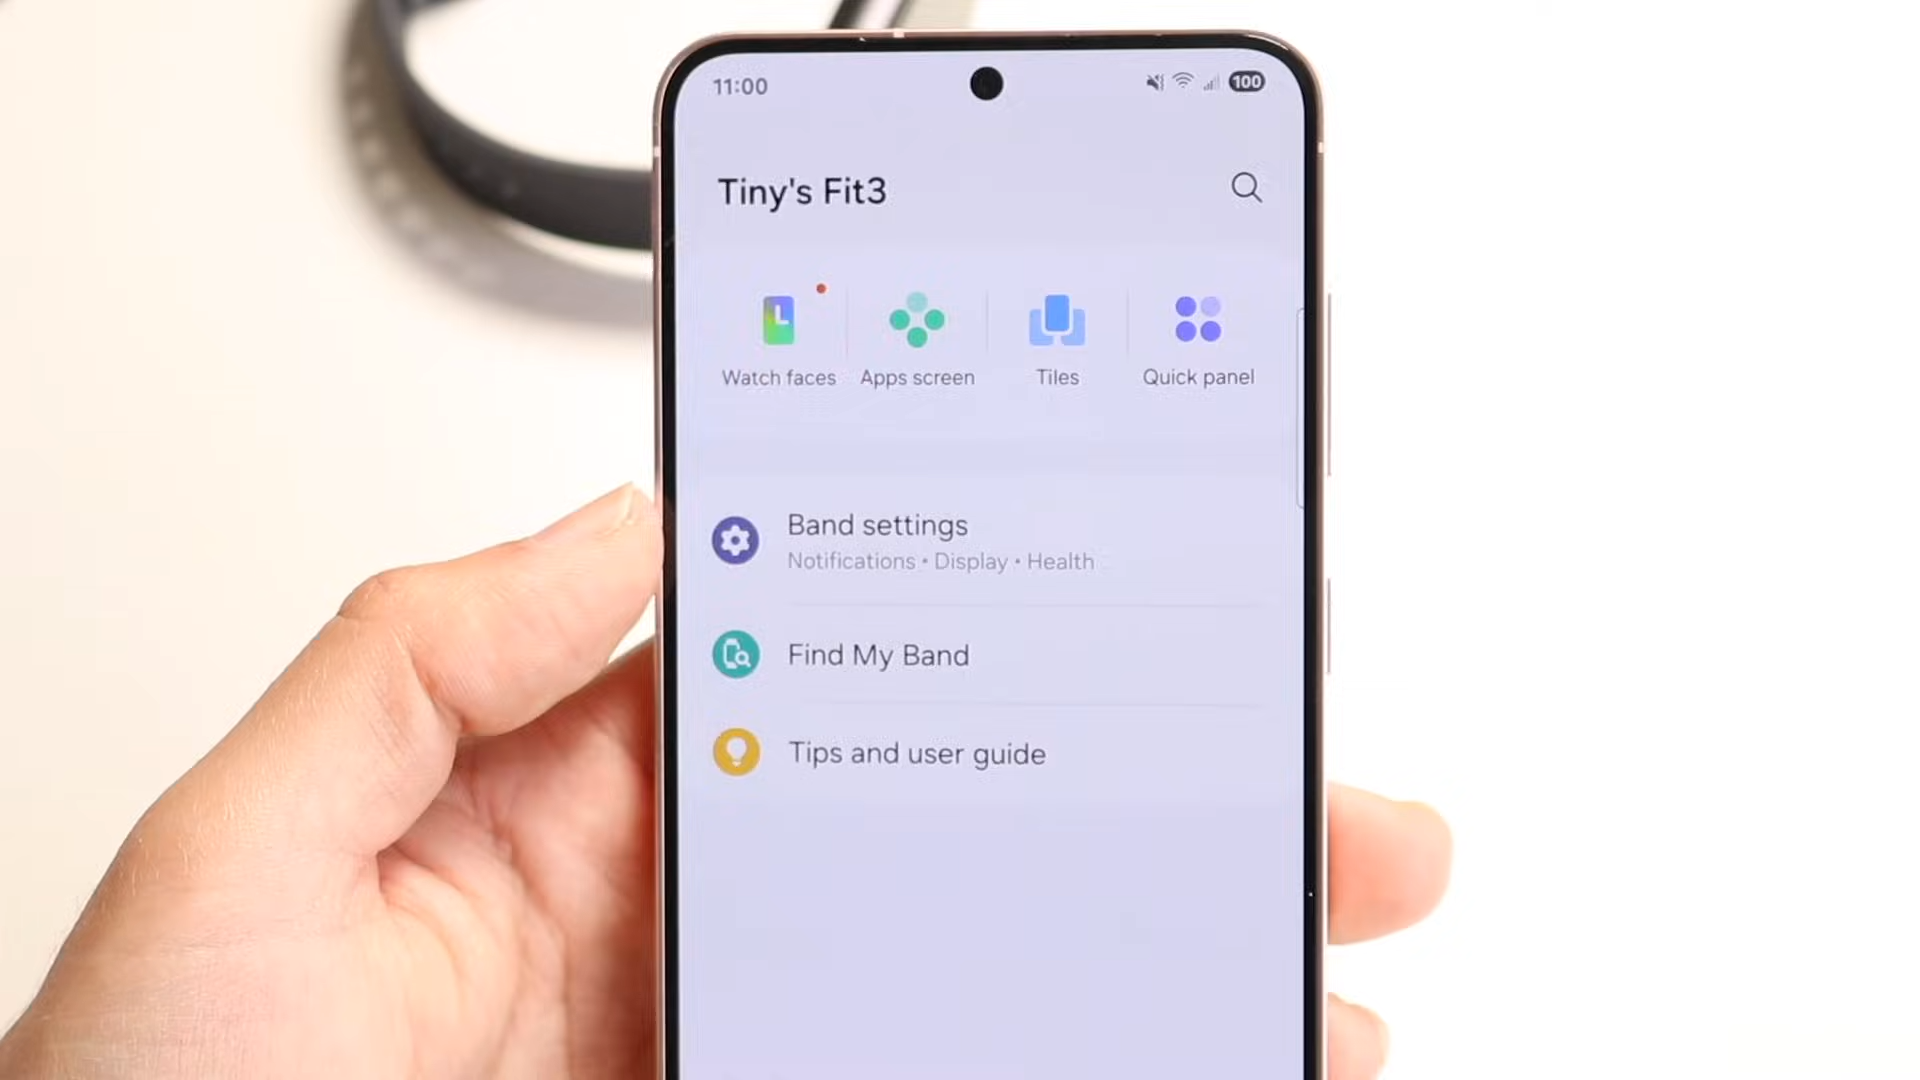 11:00
100
Tiny's Fit3
Watch faces
Apps screen
Tiles
Quick panel
Band settings
Notifications • Display • Health
Find My Band
Tips and user guide